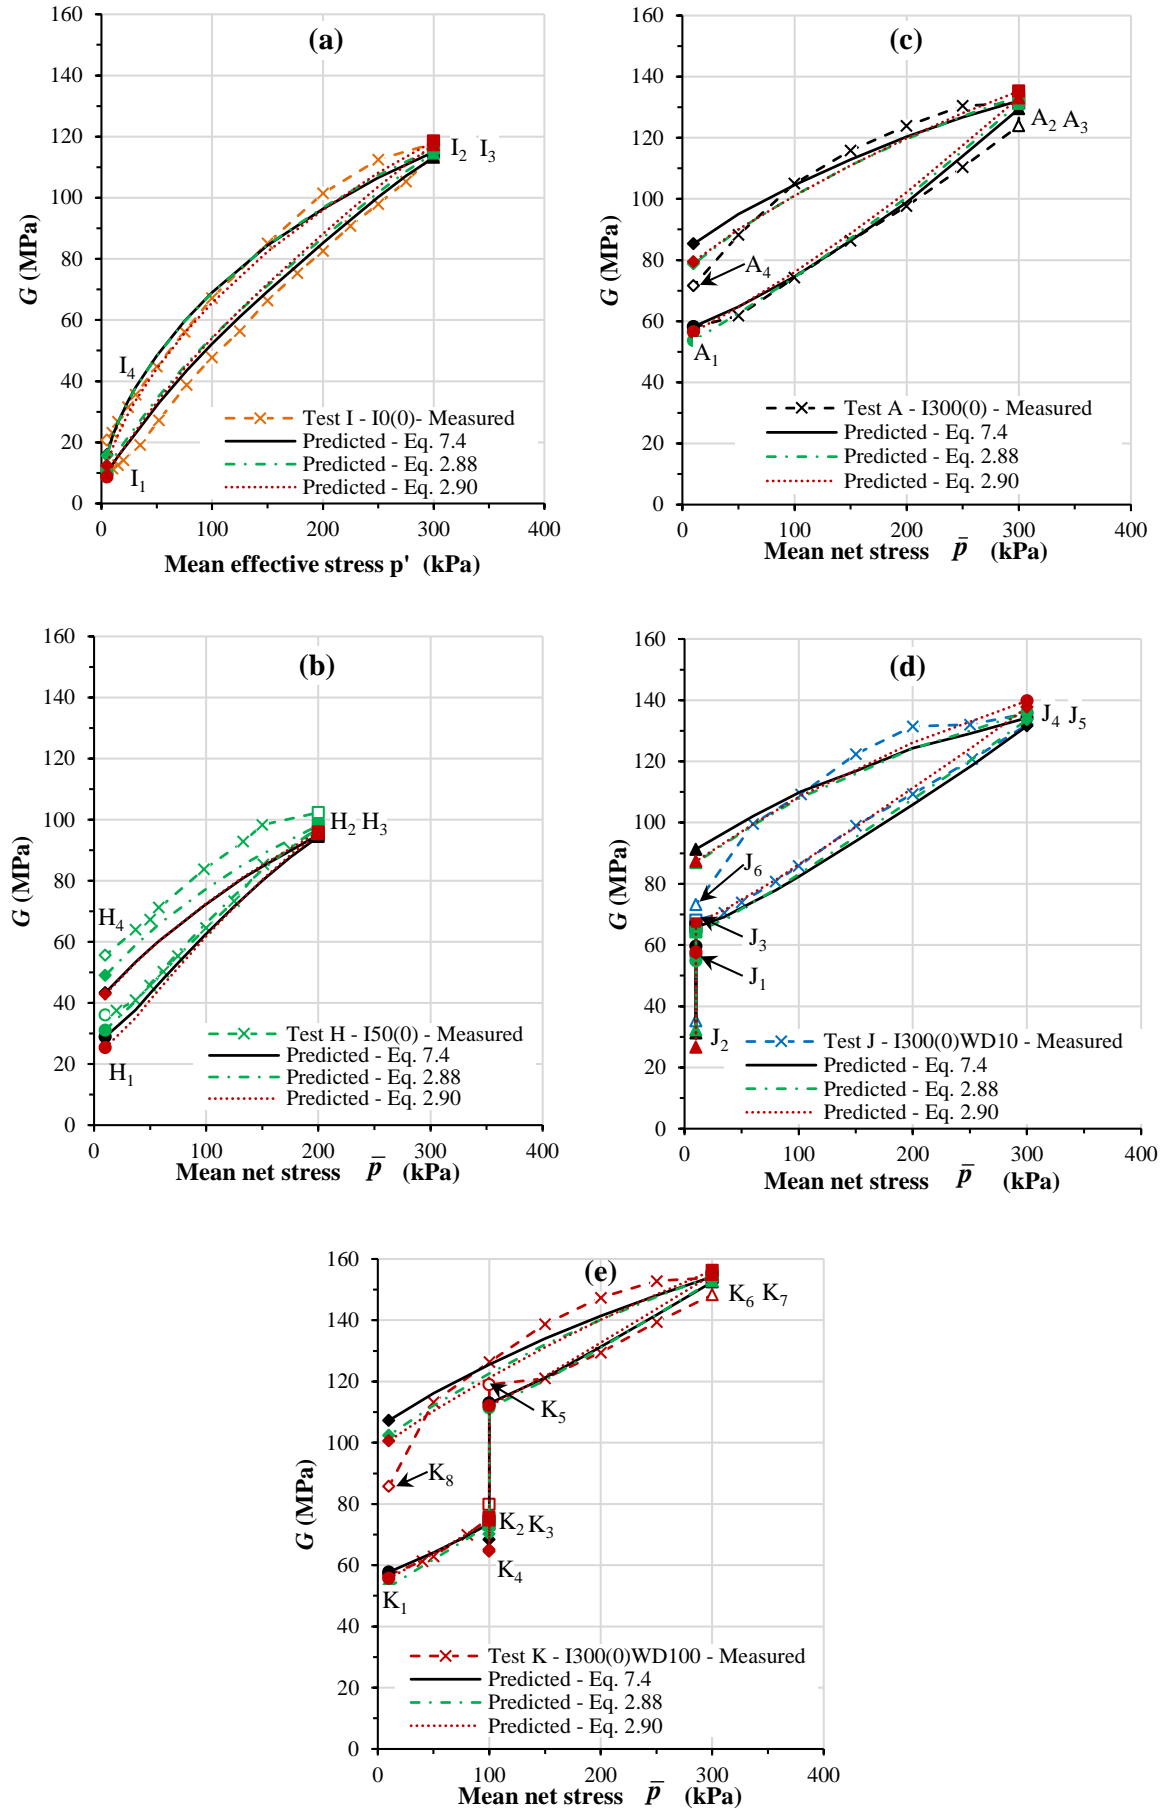 (a)
160
140
120
100
80
60
40
20
0
G (MPa)
I₂ I₃
I₄
I₁
Test I - I0(0)- Measured
Predicted - Eq. 7.4
Predicted - Eq. 2.88
Predicted - Eq. 2.90
0 100 200 300 400
Mean effective stress p' (kPa)
(c)
160
140
120
100
80
60
40
20
0
G (MPa)
A₂ A₃
A₄
A₁
Test A - I300(0) - Measured
Predicted - Eq. 7.4
Predicted - Eq. 2.88
Predicted - Eq. 2.90
0 100 200 300 400
Mean net stress p̄ (kPa)
(b)
160
140
120
100
80
60
40
20
0
G (MPa)
H₂ H₃
H₄
H₁
Test H - I50(0) - Measured
Predicted - Eq. 7.4
Predicted - Eq. 2.88
Predicted - Eq. 2.90
0 100 200 300 400
Mean net stress p̄ (kPa)
(d)
160
140
120
100
80
60
40
20
0
G (MPa)
J₄ J₅
J₆
J₃
J₁
J₂
Test J - I300(0)WD10 - Measured
Predicted - Eq. 7.4
Predicted - Eq. 2.88
Predicted - Eq. 2.90
0 100 200 300 400
Mean net stress p̄ (kPa)
(e)
160
140
120
100
80
60
40
20
0
G (MPa)
K₆ K₇
K₅
K₈
K₂ K₃
K₄
K₁
Test K - I300(0)WD100 - Measured
Predicted - Eq. 7.4
Predicted - Eq. 2.88
Predicted - Eq. 2.90
0 100 200 300 400
Mean net stress p̄ (kPa)